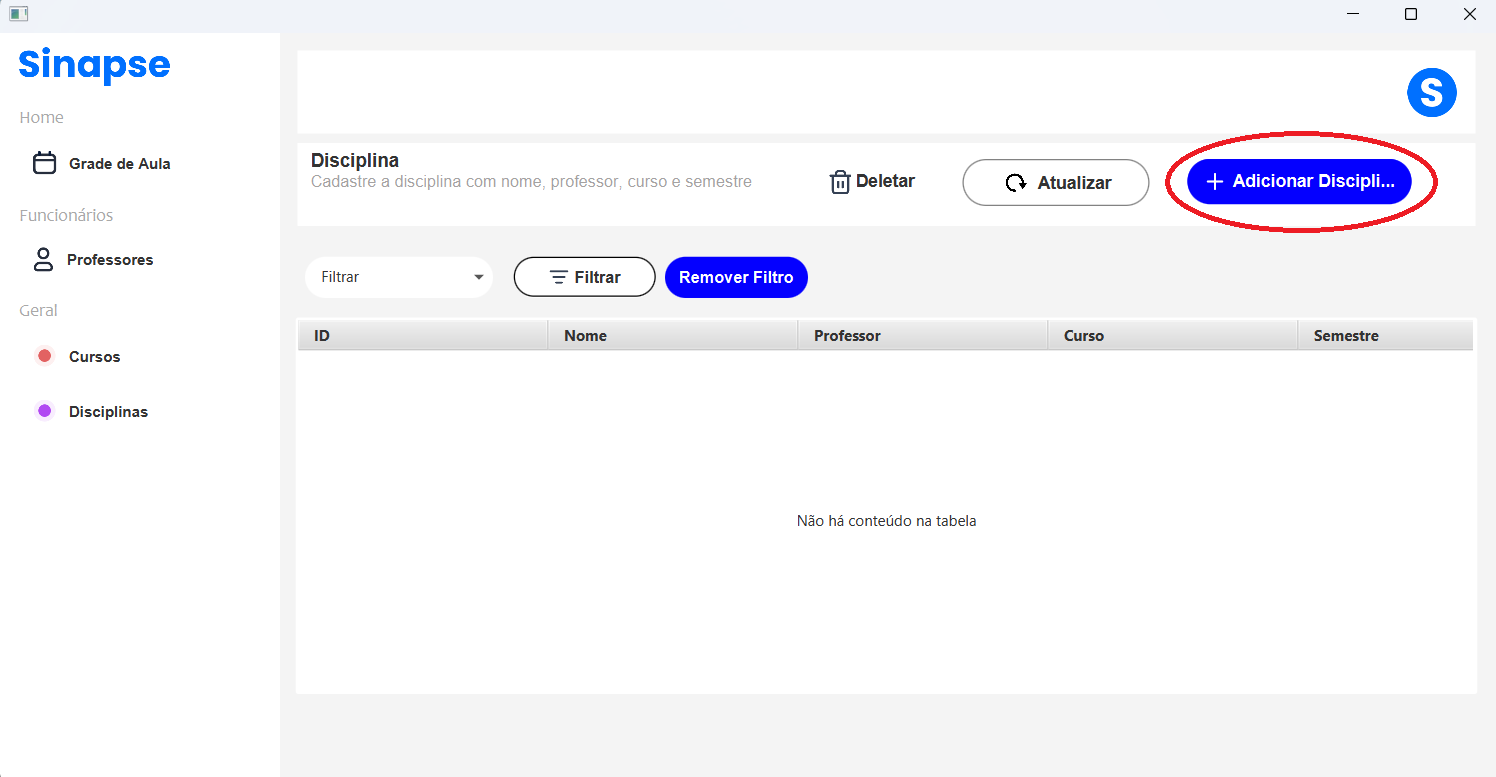 Sinapse
Home
Grade de Aula
Funcionários
Professores
Geral
Cursos
Disciplinas
S
Disciplina
Cadastre a disciplina com nome, professor, curso e semestre
Deletar
Atualizar
Adicionar Discipli...
Filtrar
Filtrar
Remover Filtro
ID Nome Professor Curso Semestre
Não há conteúdo na tabela